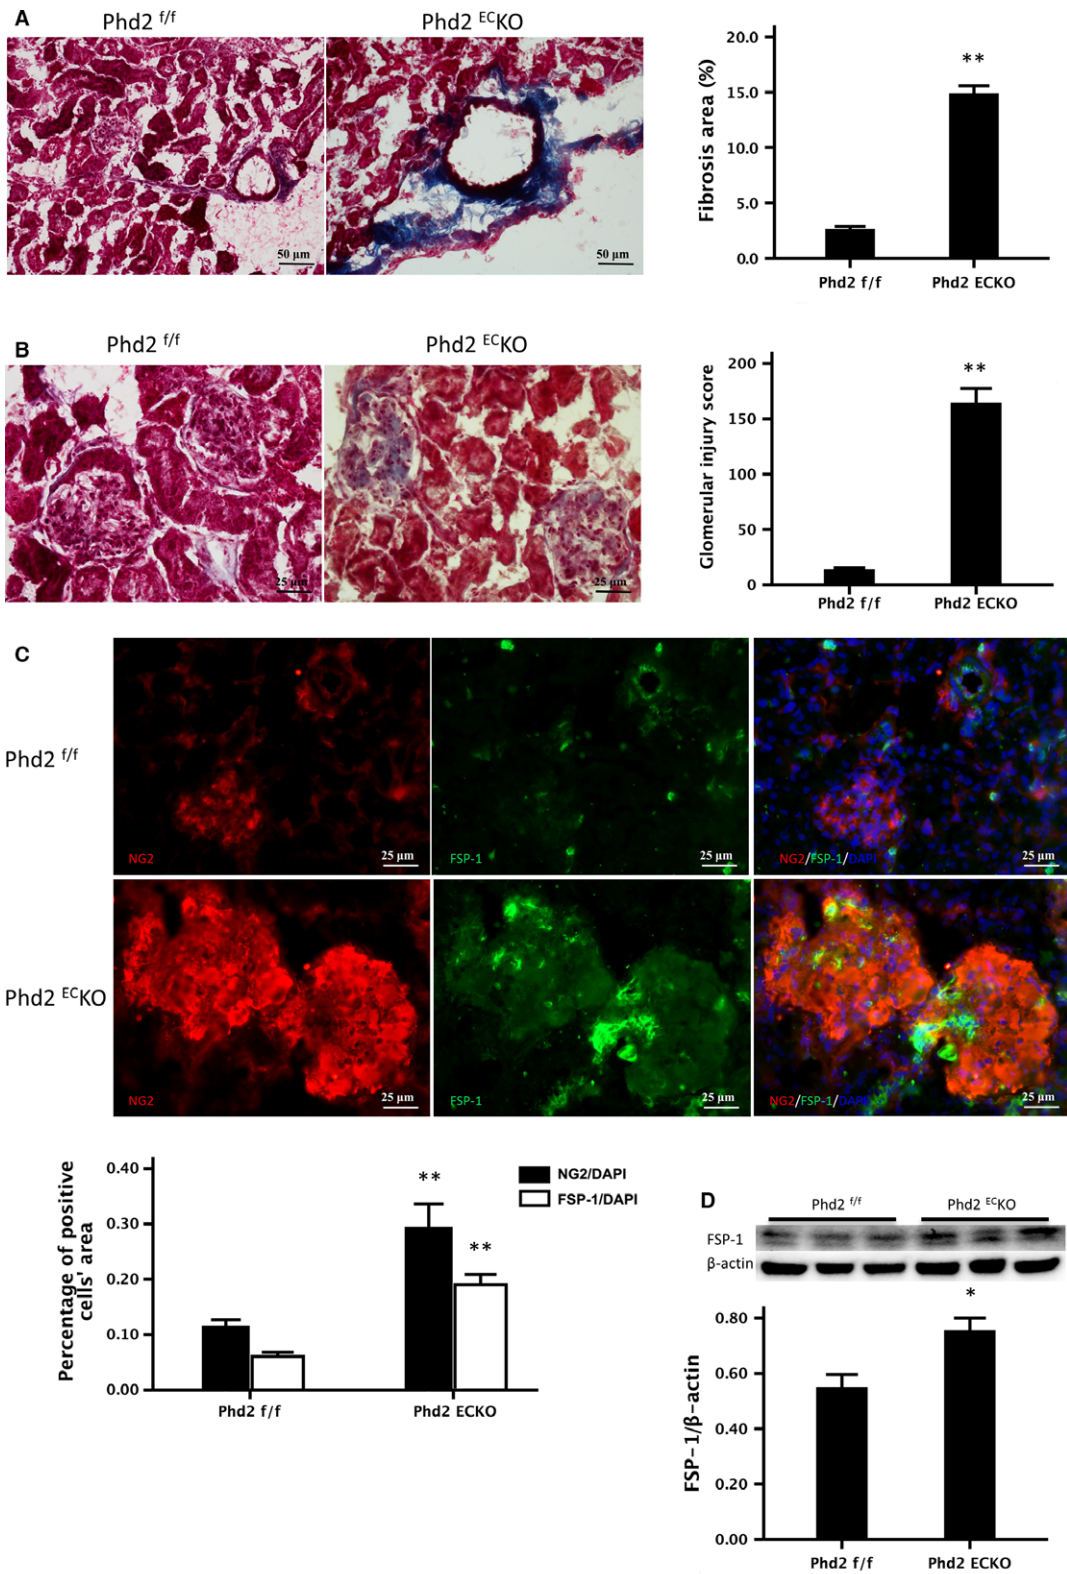 A
Phd2 f/f
Phd2 ECKO
50 µm
50 µm
Fibrosis area (%)
20.0
15.0
10.0
5.0
0.0
**
Phd2 f/f
Phd2 ECKO
B
Phd2 f/f
Phd2 ECKO
25 µm
25 µm
Glomerular injury score
200
150
100
50
0
**
Phd2 f/f
Phd2 ECKO
C
Phd2 f/f
NG2
25 µm
FSP-1
25 µm
NG2/FSP-1/DAPI
25 µm
Phd2 ECKO
NG2
25 µm
FSP-1
25 µm
NG2/FSP-1/DAPI
25 µm
Percentage of positive
cells' area
0.40
0.30
0.20
0.10
0.00
**
**
NG2/DAPI
FSP-1/DAPI
Phd2 f/f
Phd2 ECKO
D
Phd2 f/f
Phd2 ECKO
FSP-1
β-actin
FSP-1/β-actin
0.80
0.60
0.40
0.20
0.00
*
Phd2 f/f
Phd2 ECKO